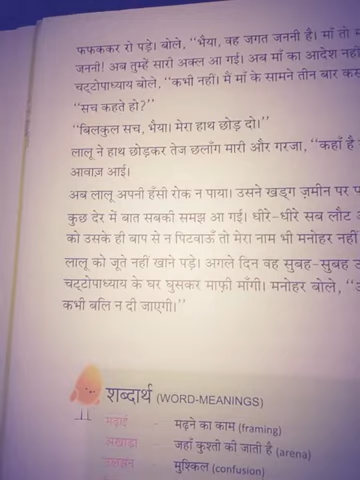 फफककर रो पड़े। बोले, ‘‘भैया, वह जगत जननी है। माँ तो
जननी! अब तुम्हें सारी अक्ल आ गई। अब माँ का आदेश नहीं
चट्टोपाध्याय बोले, ‘‘कभी नहीं। मैं माँ के सामने तीन बार
‘‘सच कहते हो?’’
‘‘बिलकुल सच, भैया। मेरा हाथ छोड़ दो।’’
लालू ने हाथ छोड़कर तेज छलाँग मारी और गरजा, ‘‘कहाँ है
आवाज़ आई।
अब लालू अपनी हँसी रोक न पाया। उसने खड्ग ज़मीन पर
कुछ देर में बात सबकी समझ आ गई। धीरे-धीरे सब लौट
को उसके ही बाप से न पिटवाऊँ तो मेरा नाम भी मनोहर नहीं
लालू को जूते नहीं खाने पड़े। अगले दिन वह सुबह-सुबह
चट्टोपाध्याय के घर घुसकर माफ़ी माँगी। मनोहर बोले,
कभी बलि न दी जाएगी।’’
शब्दार्थ (WORD-MEANINGS)
मढ़ाई - मढ़ने का काम (framing)
अखाड़ा - जहाँ कुश्ती की जाती है (arena)
- मुश्किल (confusion)